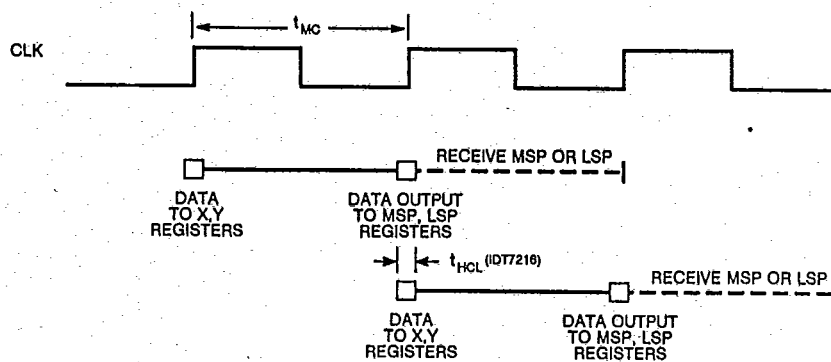 t_MC
CLK
RECEIVE MSP OR LSP
DATA
TO X,Y
REGISTERS
DATA OUTPUT
TO MSP, LSP
REGISTERS
t_HCL (IDT7216)
RECEIVE MSP OR LSP
DATA
TO X,Y
REGISTERS
DATA OUTPUT
TO MSP, LSP
REGISTERS